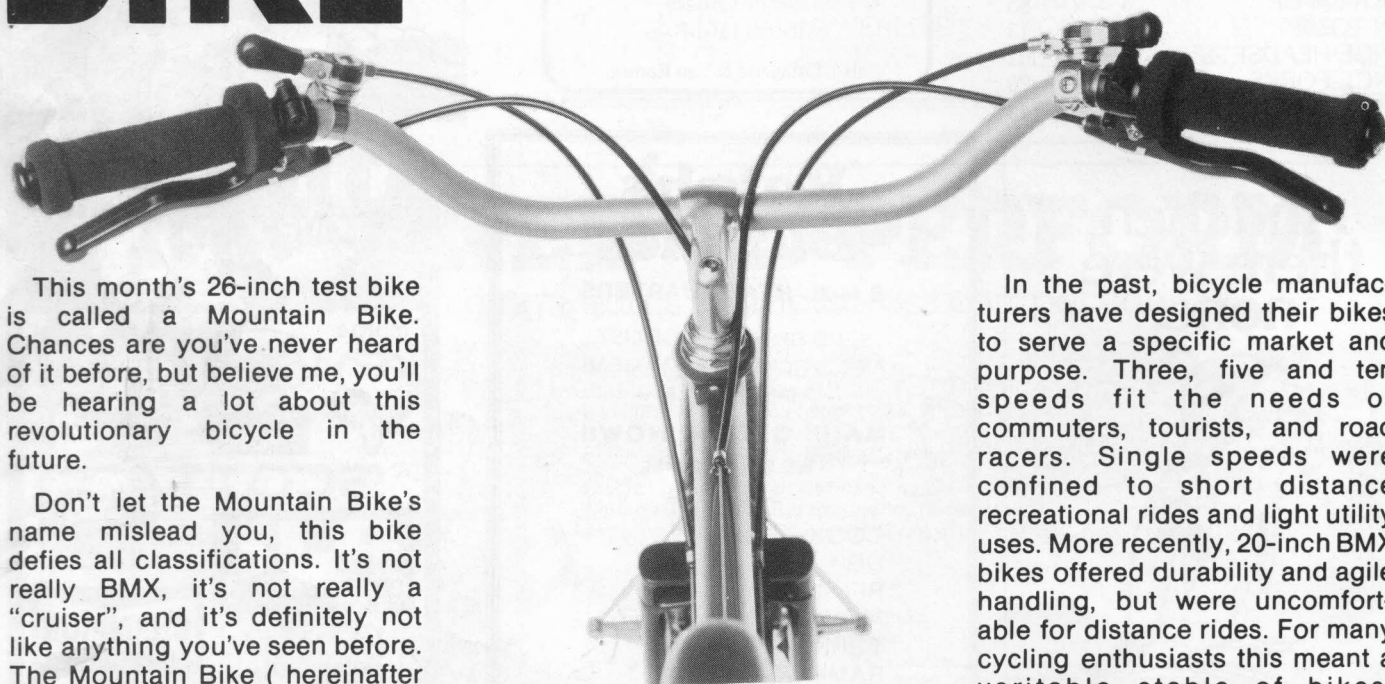 BIKE
This month's 26-inch test bike
is called a Mountain Bike.
Chances are you've never heard
of it before, but believe me, you'll
be hearing a lot about this
revolutionary bicycle in the
future.
Don't let the Mountain Bike's
name mislead you, this bike
defies all classifications. It's not
really BMX, it's not really a
"cruiser", and it's definitely not
like anything you've seen before.
The Mountain Bike ( hereinafter
In the past, bicycle manufac
turers have designed their bikes
to serve a specific market and
purpose. Three, five and ten
speeds fit the needs o
commuters, tourists, and road
racers. Single speeds were
confined to short distance
recreational rides and light utility
uses. More recently, 20-inch BMX
bikes offered durability and agile
handling, but were uncomfort-
able for distance rides. For many
cycling enthusiasts this meant a
veritable stable of bikes